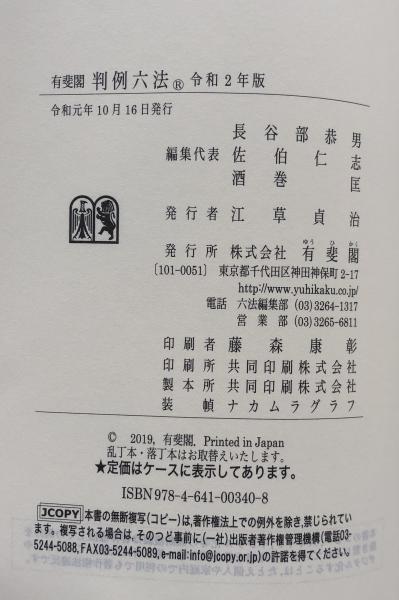 有斐閣 判例六法® 令和2年版
令和元年10月16日発行
長谷部恭男
編集代表 佐伯仁志
酒巻匡
発行者 江草貞治
ゆうひかく
発行所 株式会社 有斐閣
〔101-0051〕 東京都千代田区神田神保町2-17
http://www.yuhikaku.co.jp/
電話 六法編集部 (03)3264-1317
営業部 (03)3265-6811
印刷者 藤森康彰
印刷所 共同印刷株式会社
製本所 共同印刷株式会社
装幀 ナカムラグラフ
© 2019, 有斐閣. Printed in Japan
乱丁本・落丁本はお取替えいたします。
★定価はケースに表示してあります。
ISBN978-4-641-00340-8
JCOPY 本書の無断複写(コピー)は,著作権法上での例外を除き,禁じられてい
ます。複写される場合は,そのつど事前に(一社)出版者著作権管理機構(電話03-
5244-5088, FAX03-5244-5089, e-mail:info@jcopy.or.jp)の許諾を得てください。